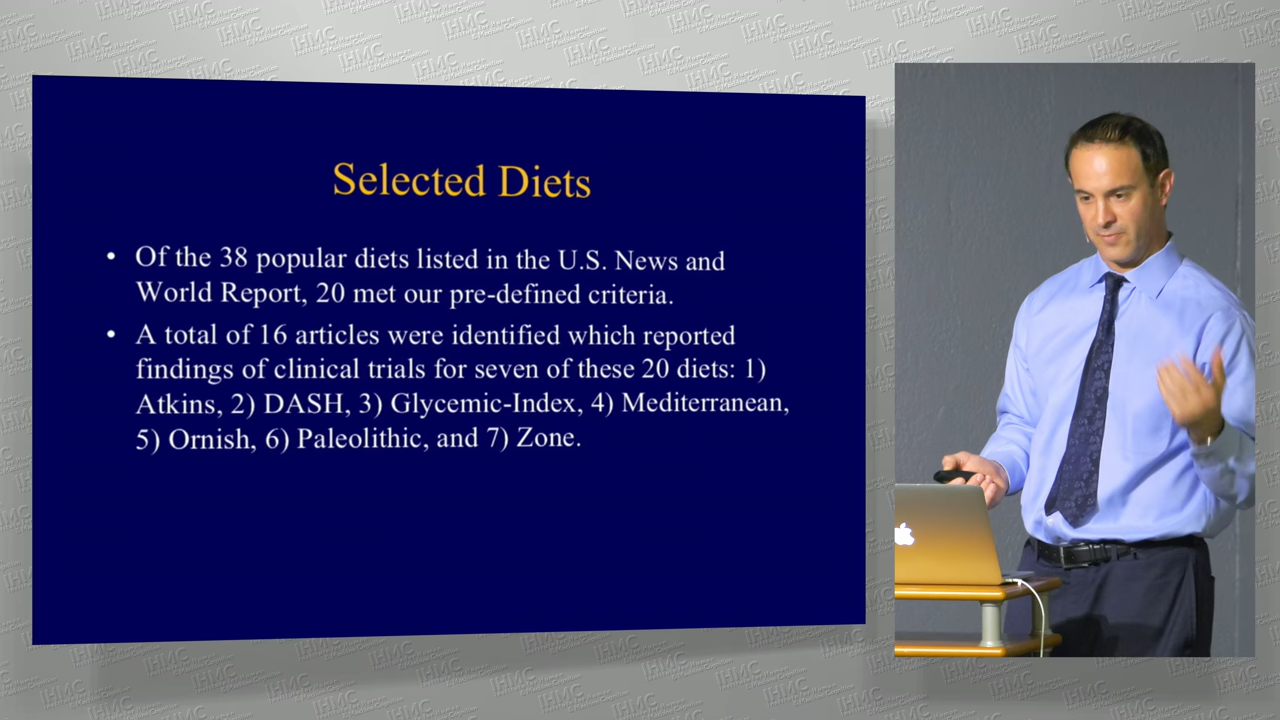 Selected Diets
• Of the 38 popular diets listed in the U.S. News and
World Report, 20 met our pre-defined criteria.
• A total of 16 articles were identified which reported
findings of clinical trials for seven of these 20 diets: 1)
Atkins, 2) DASH, 3) Glycemic-Index, 4) Mediterranean,
5) Ornish, 6) Paleolithic, and 7) Zone.
IHMC